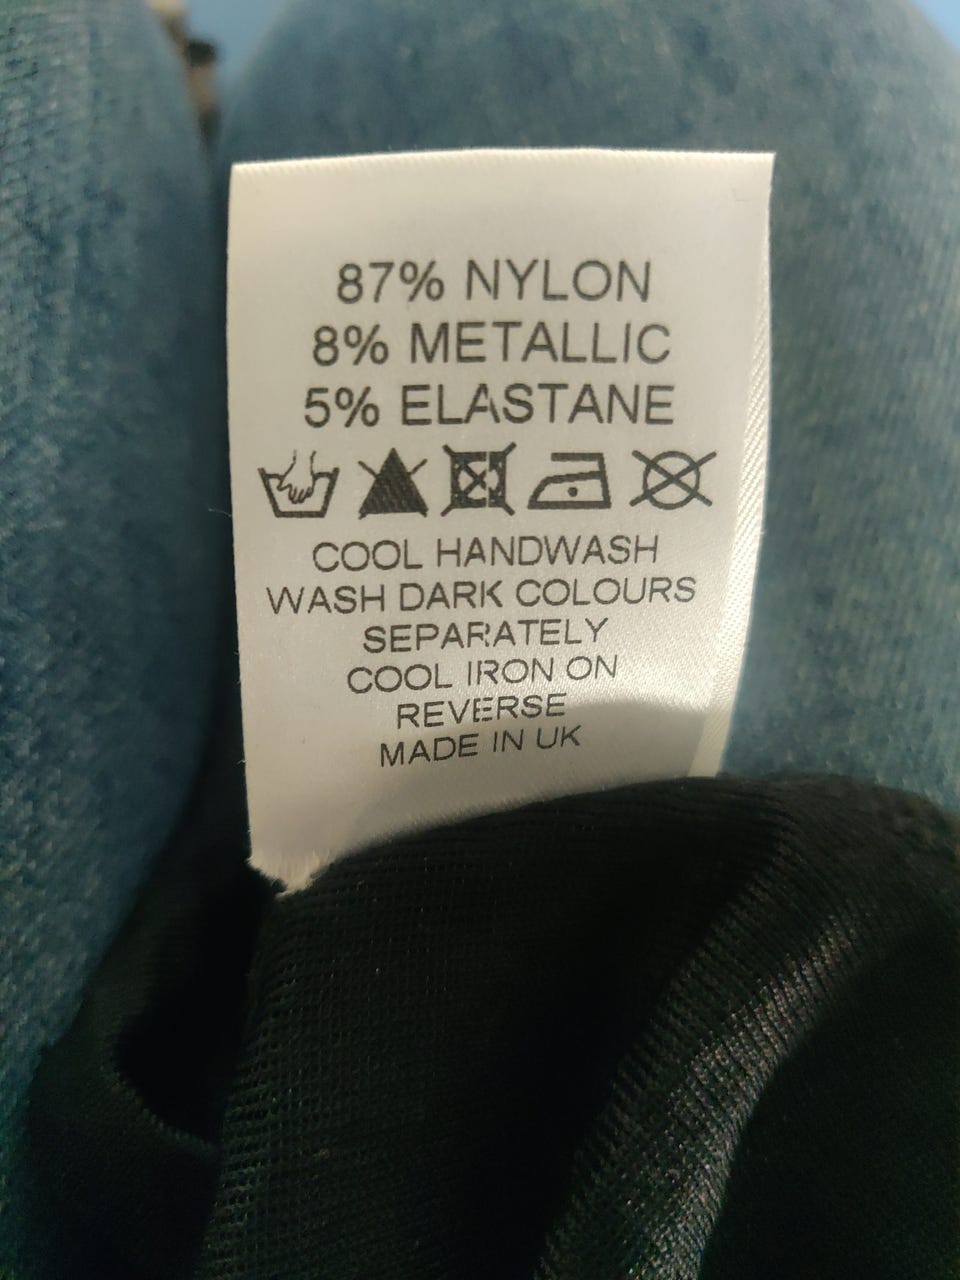 87% NYLON
8% METALLIC
5% ELASTANE
COOL HANDWASH
WASH DARK COLOURS
SEPARATELY
COOL IRON ON
REVERSE
MADE IN UK